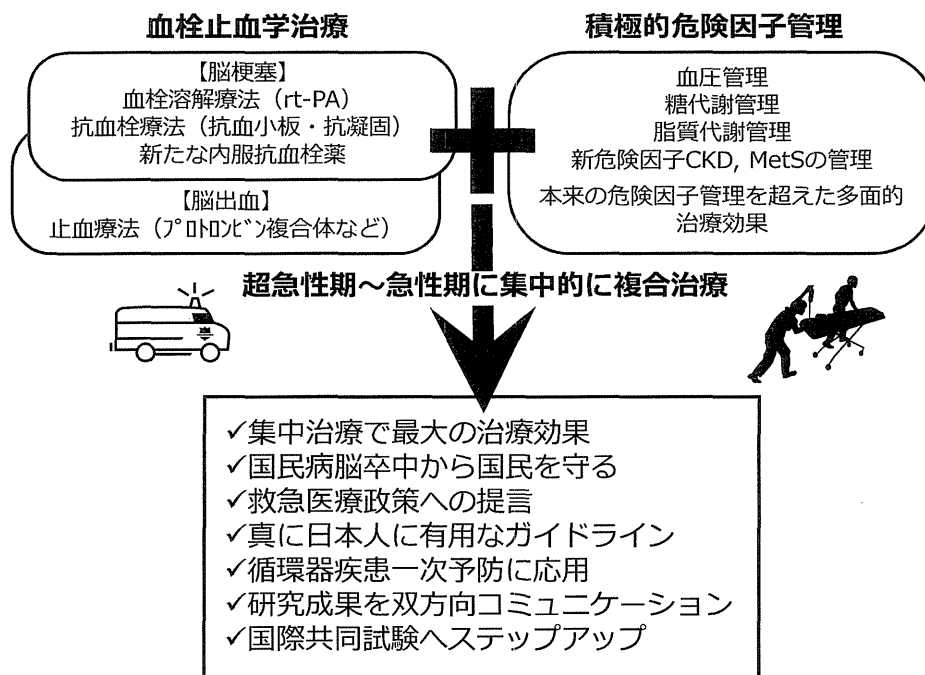 血栓止血学治療
【脳梗塞】
血栓溶解療法（rt-PA）
抗血栓療法（抗血小板・抗凝固）
新たな内服抗血栓薬
【脳出血】
止血療法（ﾌﾟﾛﾄﾛﾝﾋﾞﾝ複合体など）
積極的危険因子管理
血圧管理
糖代謝管理
脂質代謝管理
新危険因子CKD, MetSの管理
本来の危険因子管理を超えた多面的
治療効果
超急性期～急性期に集中的に複合治療
✓集中治療で最大の治療効果
✓国民病脳卒中から国民を守る
✓救急医療政策への提言
✓真に日本人に有用なガイドライン
✓循環器疾患一次予防に応用
✓研究成果を双方向コミュニケーション
✓国際共同試験へステップアップ